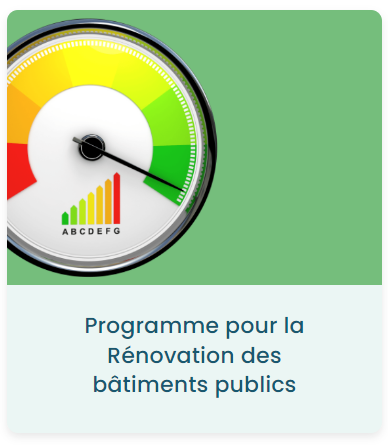 ABCDEFG
Programme pour la
Rénovation des
bâtiments publics